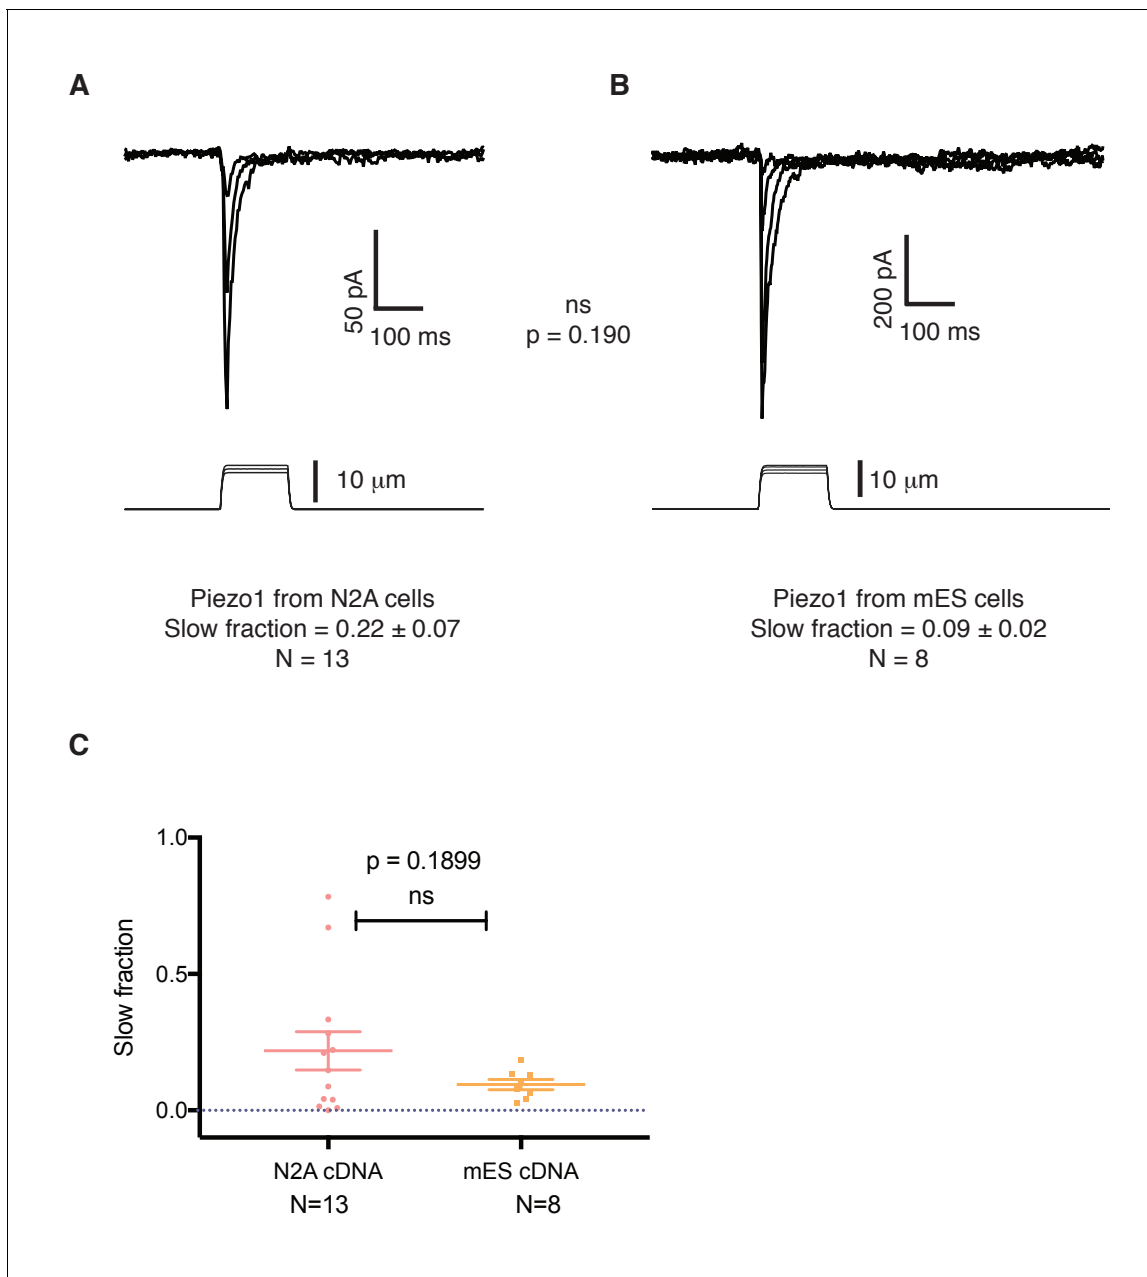 A
B
50 pA
100 ms
ns
p = 0.190
200 pA
100 ms
10 μm
10 μm
Piezo1 from N2A cells
Slow fraction = 0.22 ± 0.07
N = 13
Piezo1 from mES cells
Slow fraction = 0.09 ± 0.02
N = 8
C
Slow fraction
1.0
0.5
0.0
p = 0.1899
ns
N2A cDNA
N=13
mES cDNA
N=8